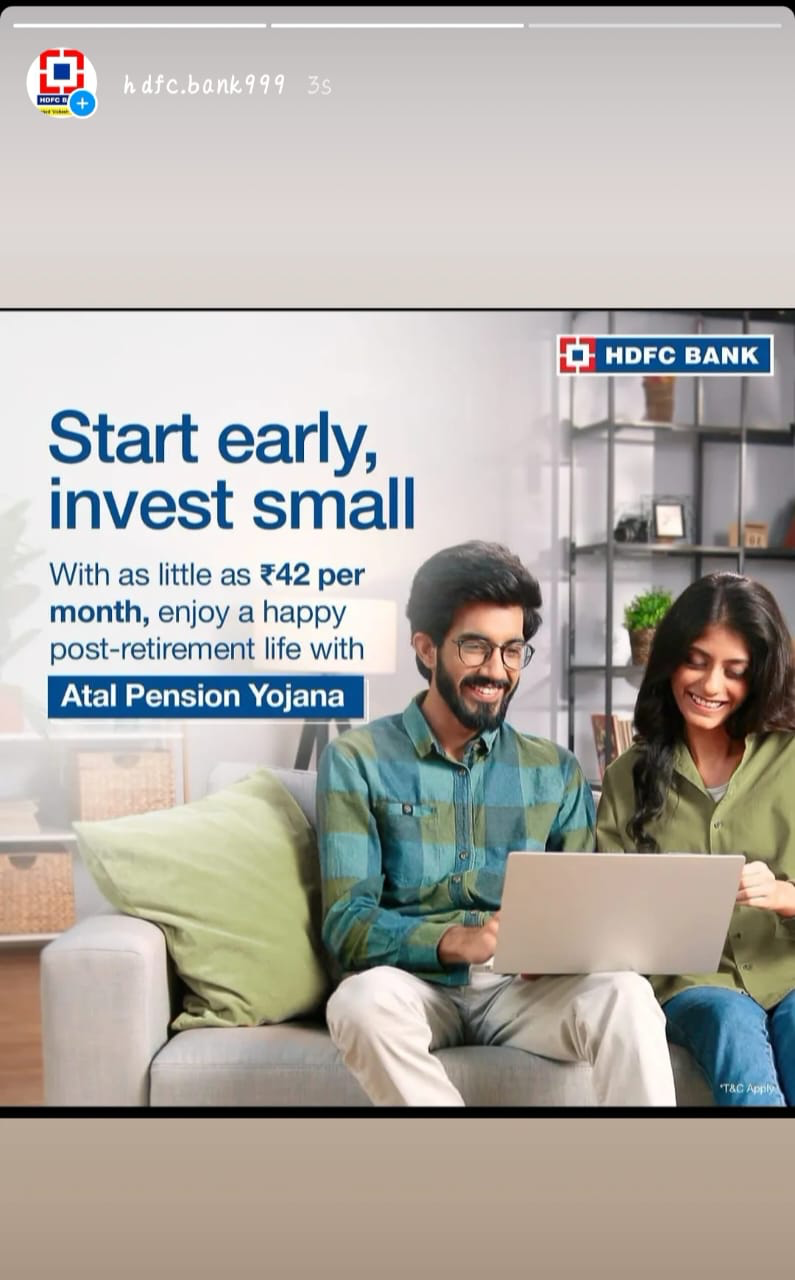 hdfc.bank999 3s
HDFC BANK
Start early,
invest small
With as little as ₹42 per
month, enjoy a happy
post-retirement life with
Atal Pension Yojana
*T&C Apply